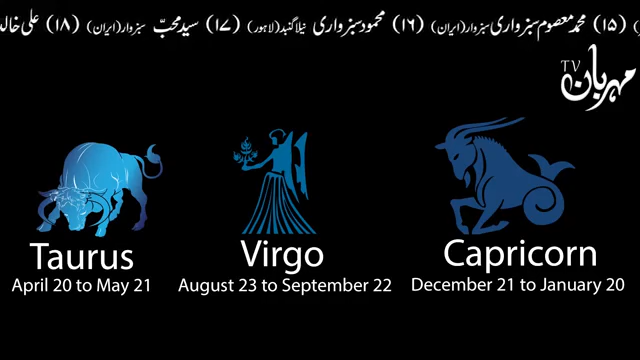 (۱۵) محمد معصوم سبزواری (سبزوار، ایران) (۱۶) محمود سبزواری (نیلا گنبد، لاہور) (۱۷) سید محبّ (سبزوار، ایران) (۱۸) علی خالد
TV
مہربان
Taurus Virgo Capricorn
April 20 to May 21 August 23 to September 22 December 21 to January 20